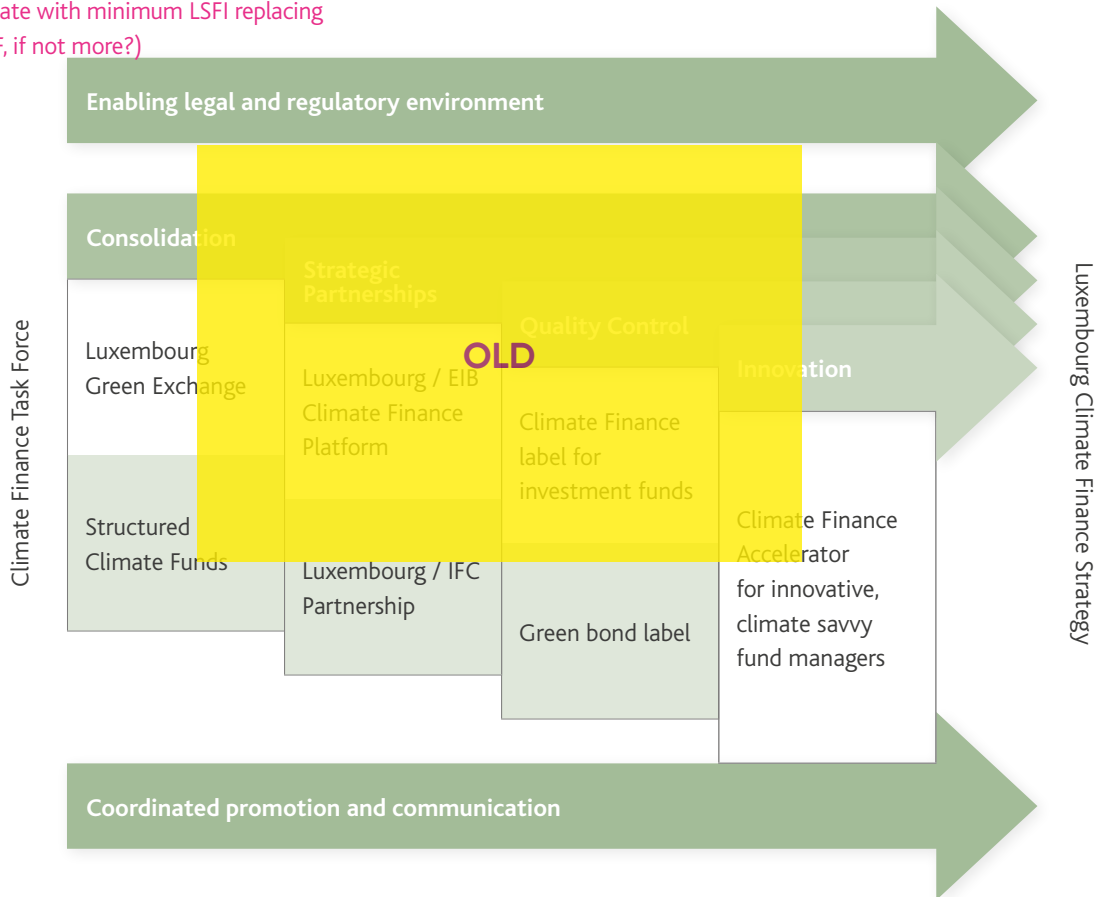 ate with minimum LSFI replacing
, if not more?)
Enabling legal and regulatory environment
Consolidation
Strategic
Partnerships
Quality Control
Innovation
OLD
Luxembourg
Green Exchange
Structured
Climate Funds
Luxembourg / EIB
Climate Finance
Platform
Luxembourg / IFC
Partnership
Climate Finance
label for
investment funds
Green bond label
Climate Finance
Accelerator
for innovative,
climate savvy
fund managers
Coordinated promotion and communication
Climate Finance Task Force
Luxembourg Climate Finance Strategy